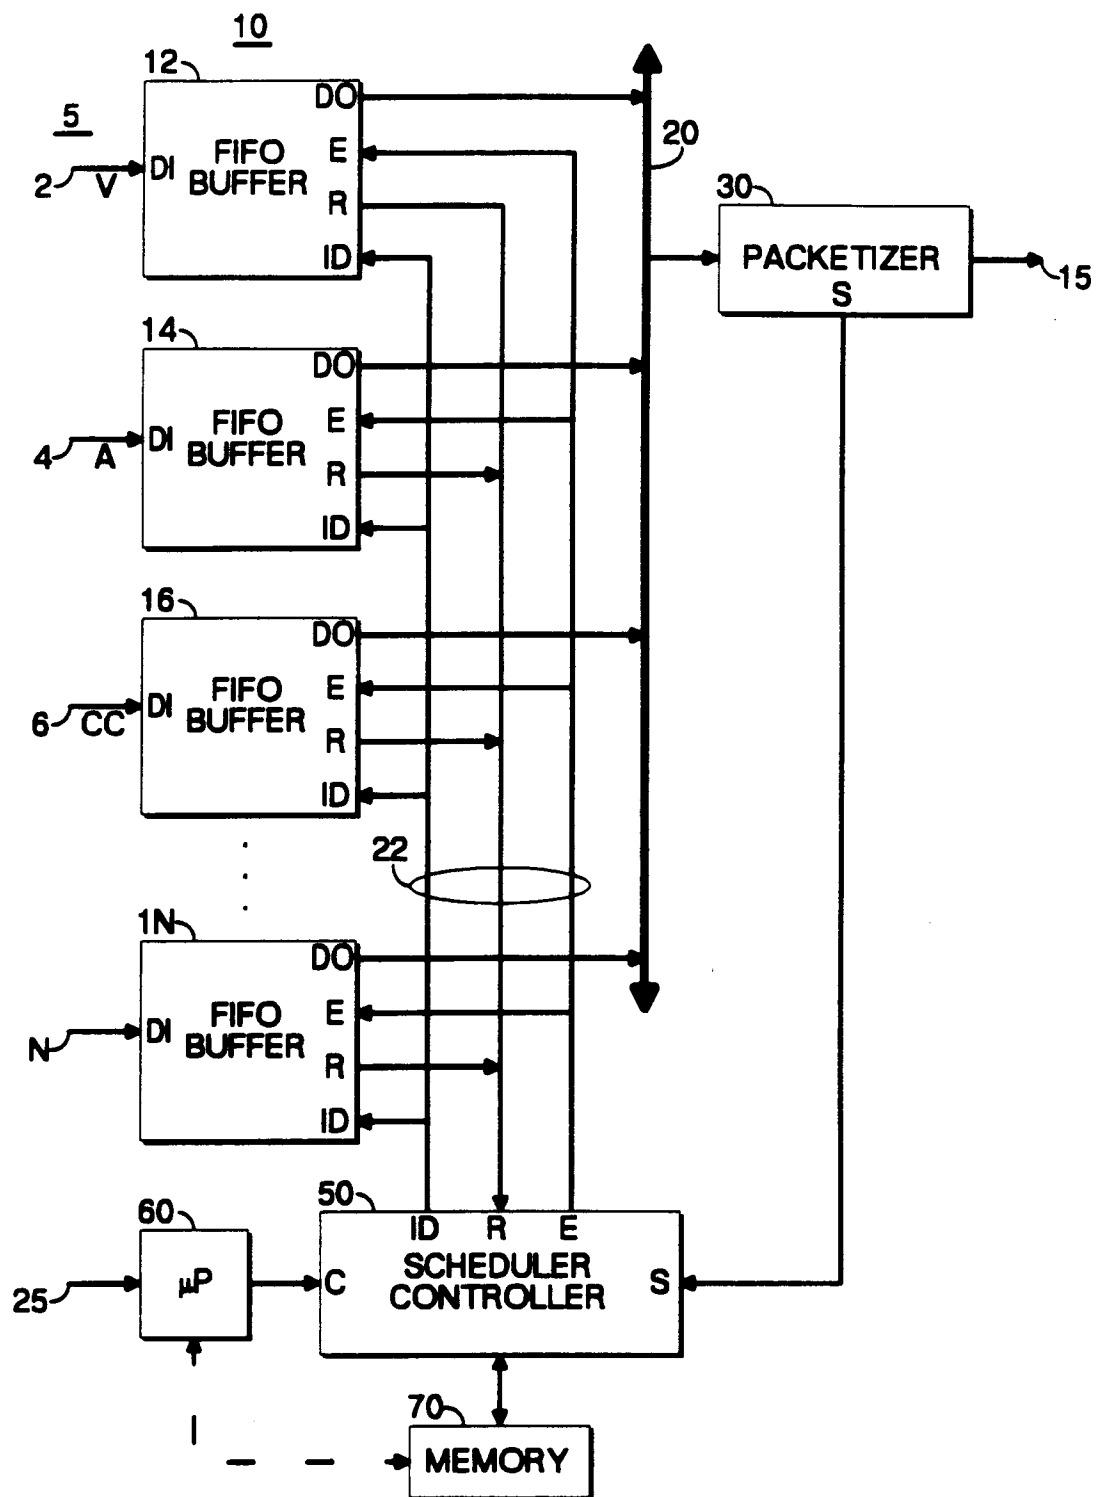 10
12
DO
5
E
20
2
V
DI
FIFO
BUFFER
R
30
ID
PACKETIZER
S
15
14
DO
E
4
A
DI
FIFO
BUFFER
R
ID
16
DO
E
6
CC
DI
FIFO
BUFFER
R
ID
22
1N
DO
E
N
DI
FIFO
BUFFER
R
ID
60
50
ID R E
25
µP
C
SCHEDULER
CONTROLLER
S
70
MEMORY